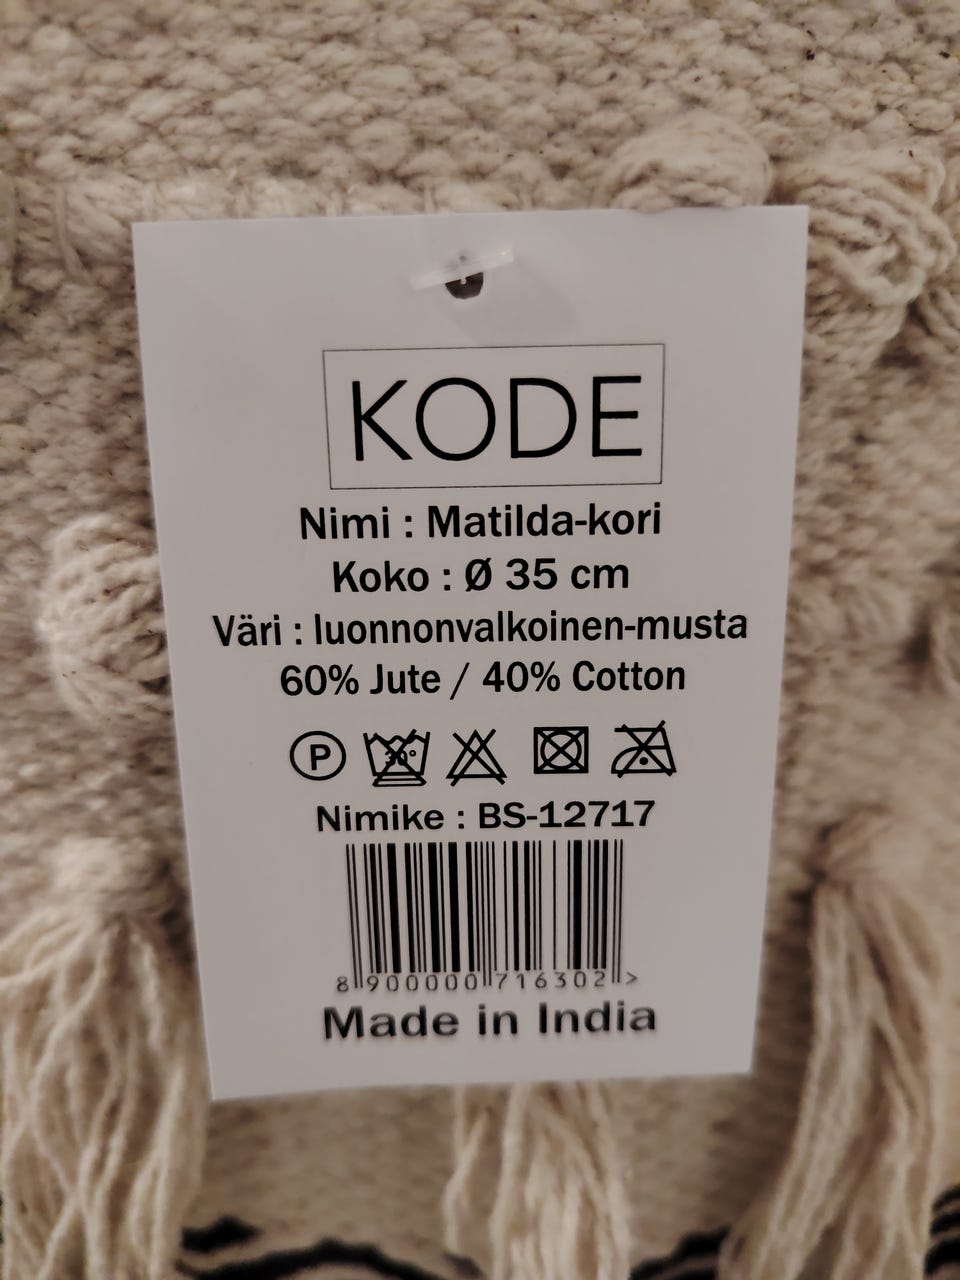 KODE
Nimi : Matilda-kori
Koko : Ø 35 cm
Väri : luonnonvalkoinen-musta
60% Jute / 40% Cotton
P 30°
Nimike : BS-12717
8 900000 716302 >
Made in India